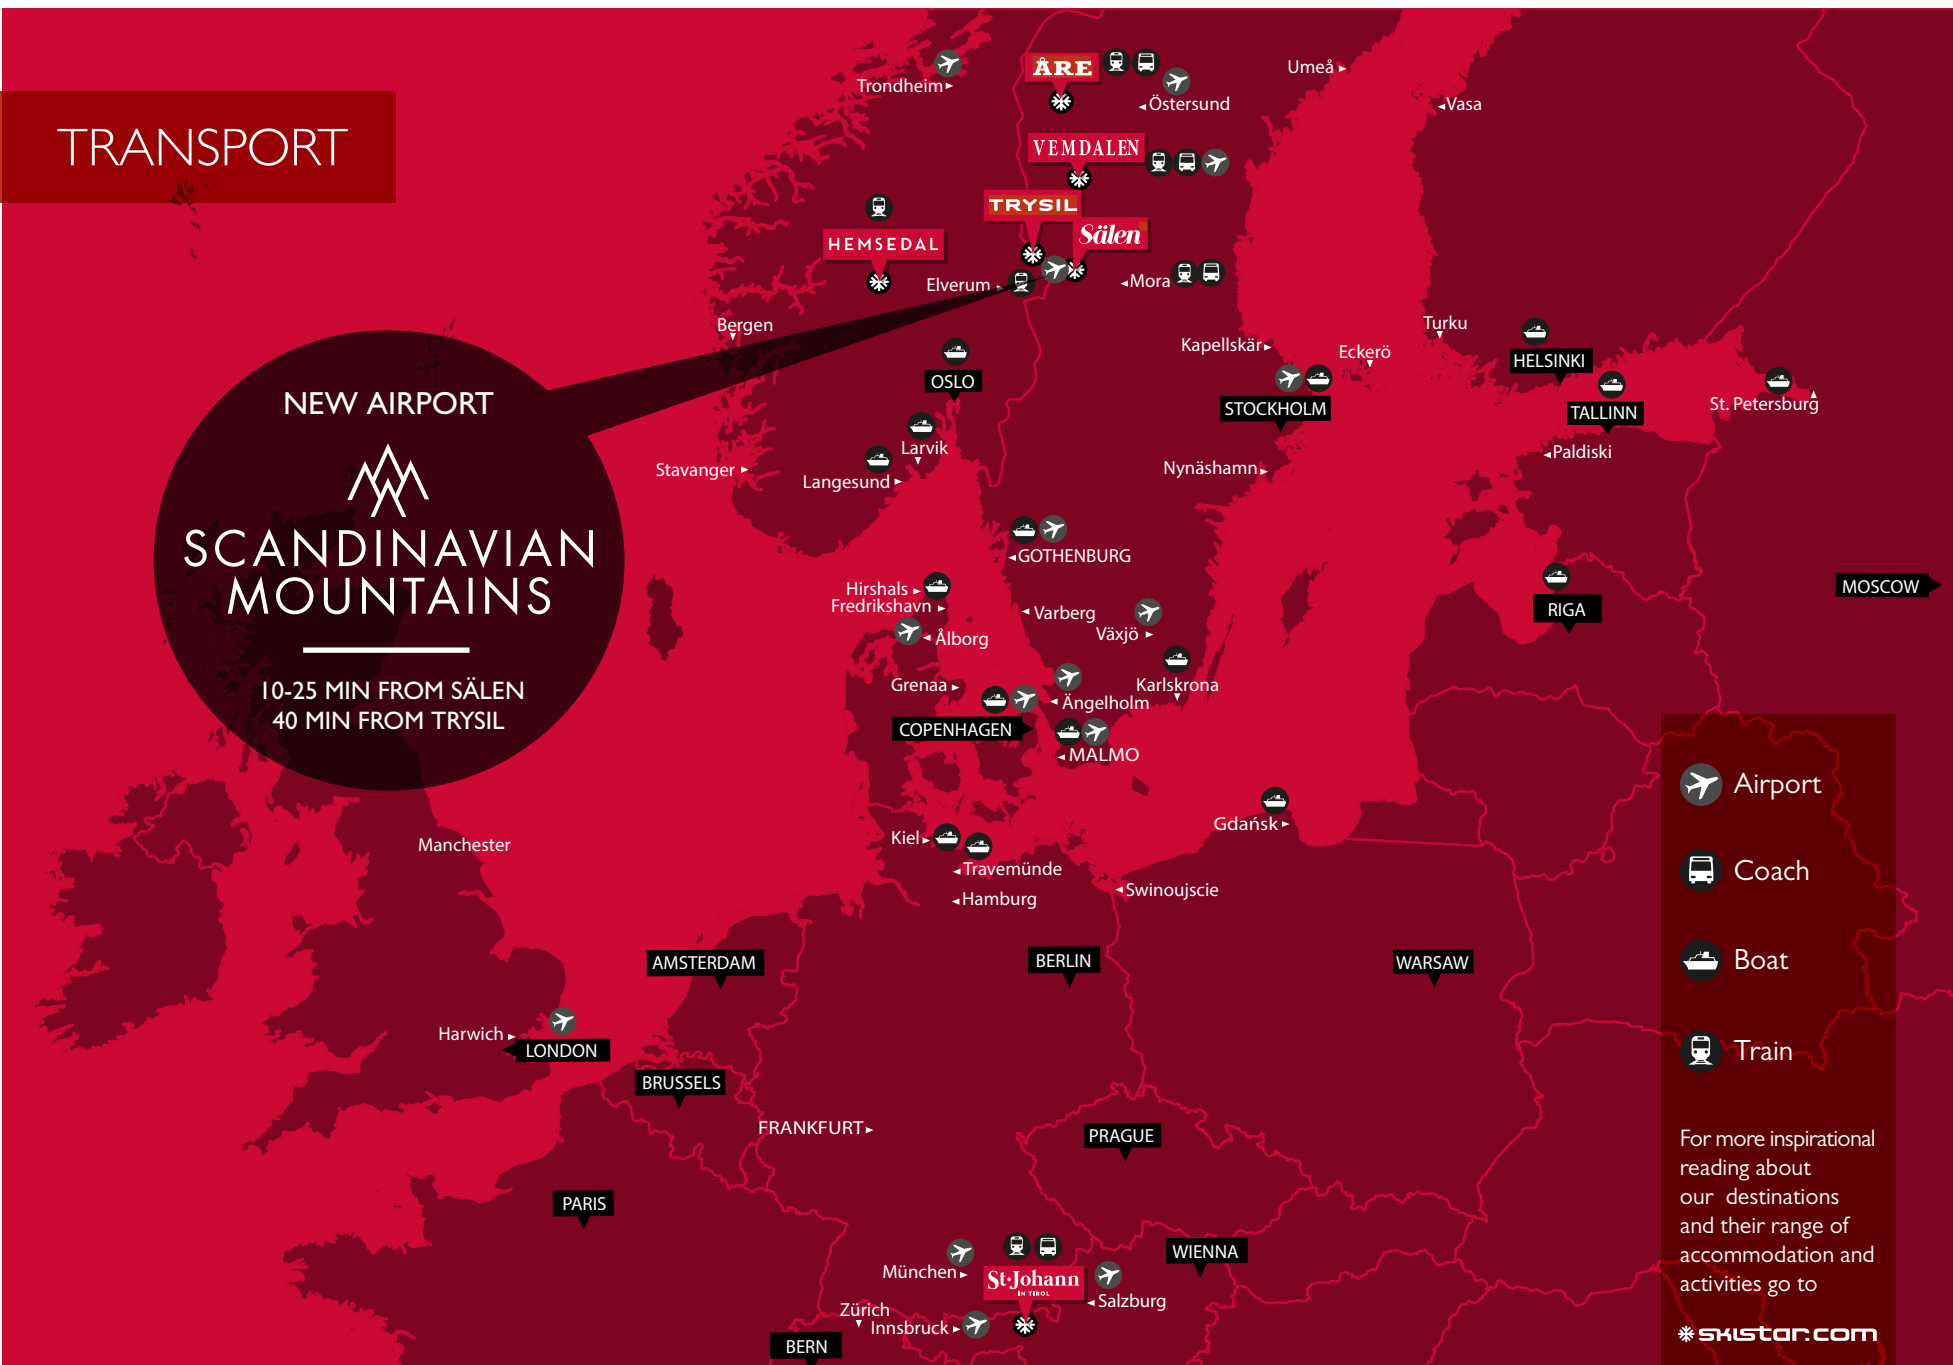 TRANSPORT
Trondheim
ÅRE
Östersund
Umeå
Vasa
VEMDALEN
TRYSIL
Sälen
HEMSEDAL
Elverum
Mora
Bergen
Turku
Kapellskär
Eckerö
HELSINKI
OSLO
STOCKHOLM
TALLINN
St. Petersburg
NEW AIRPORT
SCANDINAVIAN
MOUNTAINS
10-25 MIN FROM SÄLEN
40 MIN FROM TRYSIL
Larvik
Paldiski
Stavanger
Langesund
Nynäshamn
GOTHENBURG
Hirshals
Fredrikshavn
Varberg
Växjö
Ålborg
RIGA
MOSCOW
Grenaa
Karlskrona
Ängelholm
COPENHAGEN
MALMO
Gdańsk
Kiel
Manchester
Travemünde
Hamburg
Swinoujscie
AMSTERDAM
BERLIN
WARSAW
Harwich
LONDON
BRUSSELS
FRANKFURT
PRAGUE
PARIS
WIENNA
München
St·Johann
IN TIROL
Salzburg
Zürich
Innsbruck
BERN
Airport
Coach
Boat
Train
For more inspirational
reading about
our destinations
and their range of
accommodation and
activities go to
skistar.com